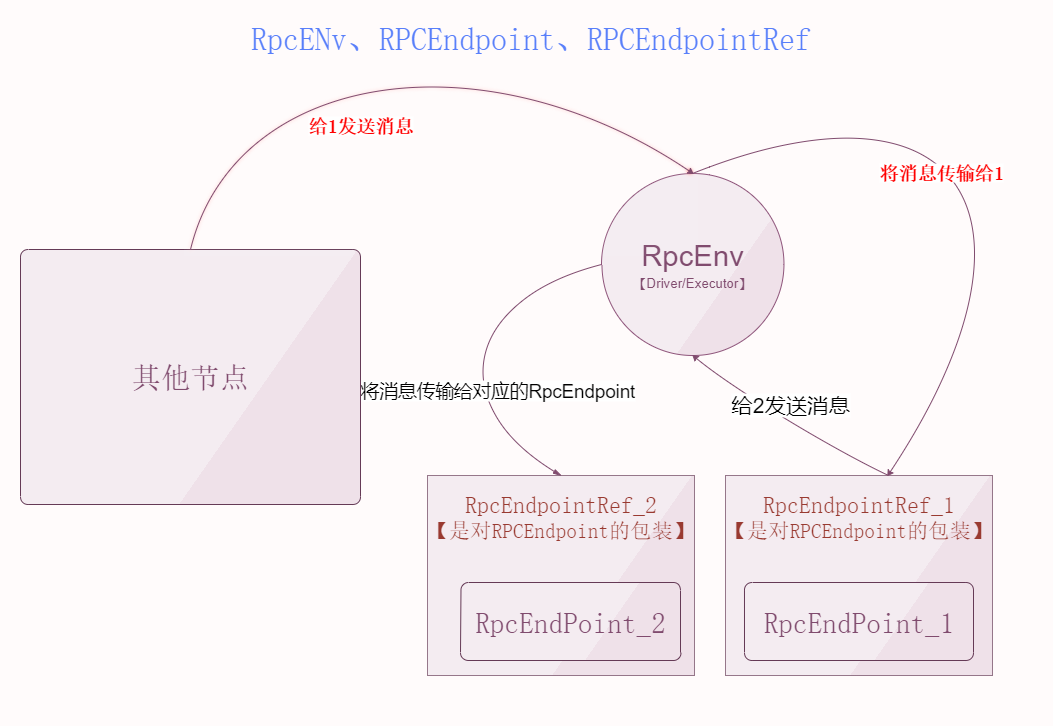 RpcENv、RPCEndpoint、RPCEndpointRef
给1发送消息
将消息传输给1
RpcEnv
【Driver/Executor】
其他节点
将消息传输给对应的RpcEndpoint
给2发送消息
RpcEndpointRef_2
【是对RPCEndpoint的包装】
RpcEndPoint_2
RpcEndpointRef_1
【是对RPCEndpoint的包装】
RpcEndPoint_1